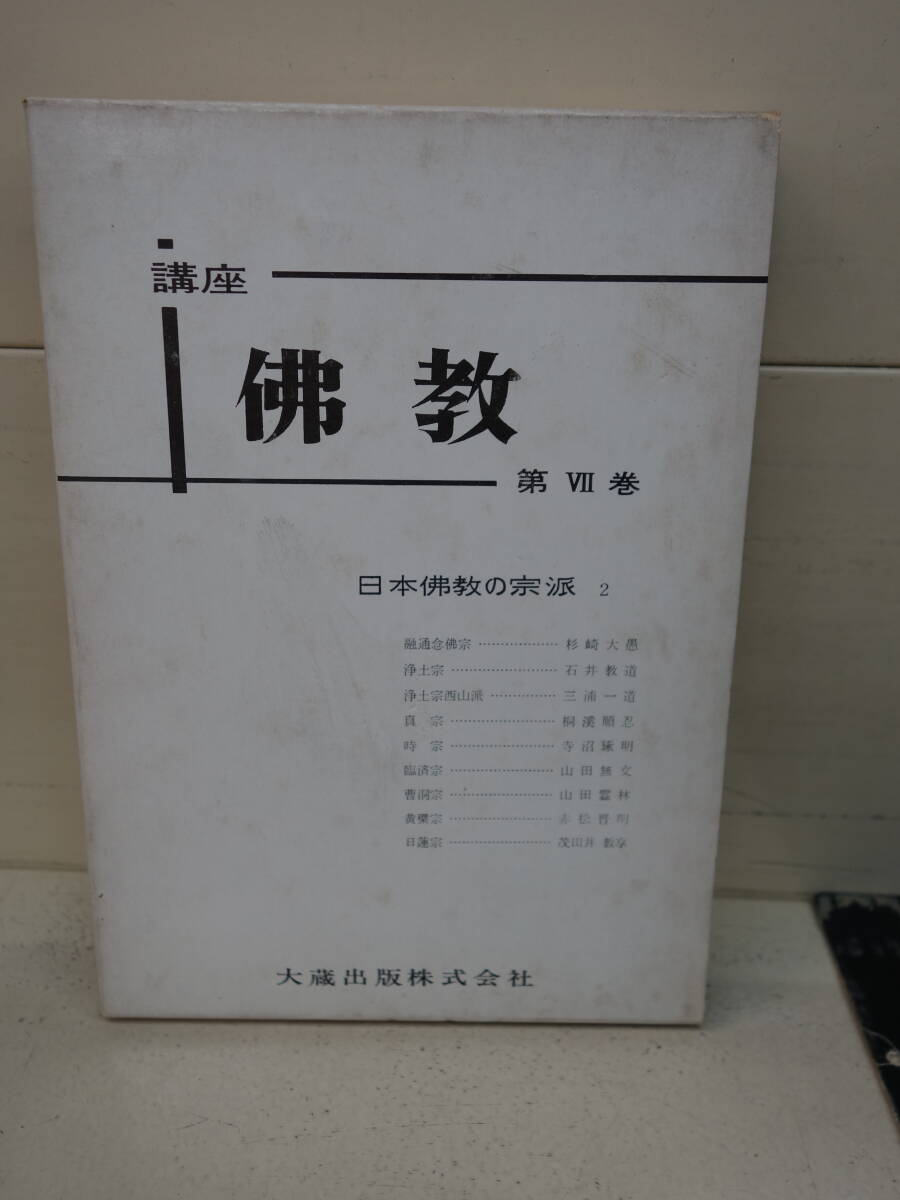 講座
佛教
第 Ⅶ 巻
日本佛教の宗派 2
融通念佛宗 ……………… 杉崎大愚
浄土宗 …………………… 石井教道
浄土宗西山派 …………… 三浦一道
真宗 …………………… 桐溪順忍
時宗 …………………… 寺沼琢明
臨済宗 …………………… 山田無文
曹洞宗 …………………… 山田霊林
黄檗宗 …………………… 赤松晋明
日蓮宗 …………………… 茂田井教亨
大蔵出版株式会社